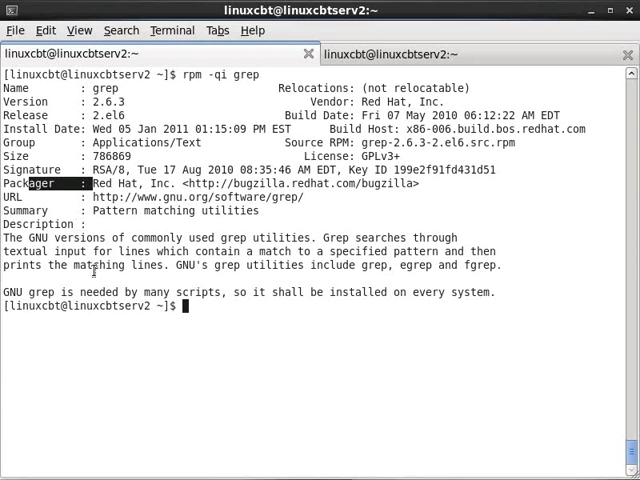 linuxcbt@linuxcbtserv2:~
File Edit View Search Terminal Tabs Help
linuxcbt@linuxcbtserv2:~ linuxcbt@linuxcbtserv2:~
[linuxcbt@linuxcbtserv2 ~]$ rpm -qi grep
Name        : grep                         Relocations: (not relocatable)
Version     : 2.6.3                             Vendor: Red Hat, Inc.
Release     : 2.el6                         Build Date: Fri 07 May 2010 06:12:22 AM EDT
Install Date: Wed 05 Jan 2011 01:15:09 PM EST      Build Host: x86-006.build.bos.redhat.com
Group       : Applications/Text             Source RPM: grep-2.6.3-2.el6.src.rpm
Size        : 786869                           License: GPLv3+
Signature   : RSA/8, Tue 17 Aug 2010 08:35:46 AM EDT, Key ID 199e2f91fd431d51
Packager    : Red Hat, Inc. <http://bugzilla.redhat.com/bugzilla>
URL         : http://www.gnu.org/software/grep/
Summary     : Pattern matching utilities
Description :
The GNU versions of commonly used grep utilities. Grep searches through
textual input for lines which contain a match to a specified pattern and then
prints the matching lines. GNU's grep utilities include grep, egrep and fgrep.
GNU grep is needed by many scripts, so it shall be installed on every system.
[linuxcbt@linuxcbtserv2 ~]$